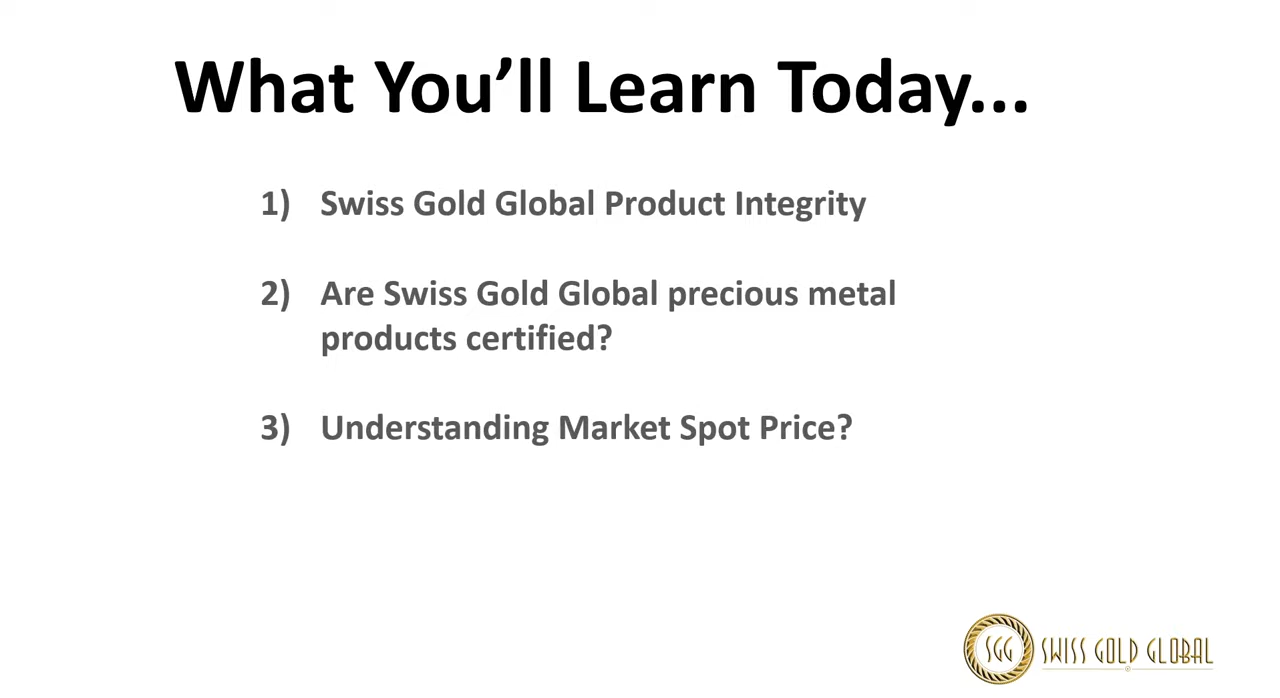 What You’ll Learn Today...
1) Swiss Gold Global Product Integrity
2) Are Swiss Gold Global precious metal
products certified?
3) Understanding Market Spot Price?
SGG SWISS GOLD GLOBAL